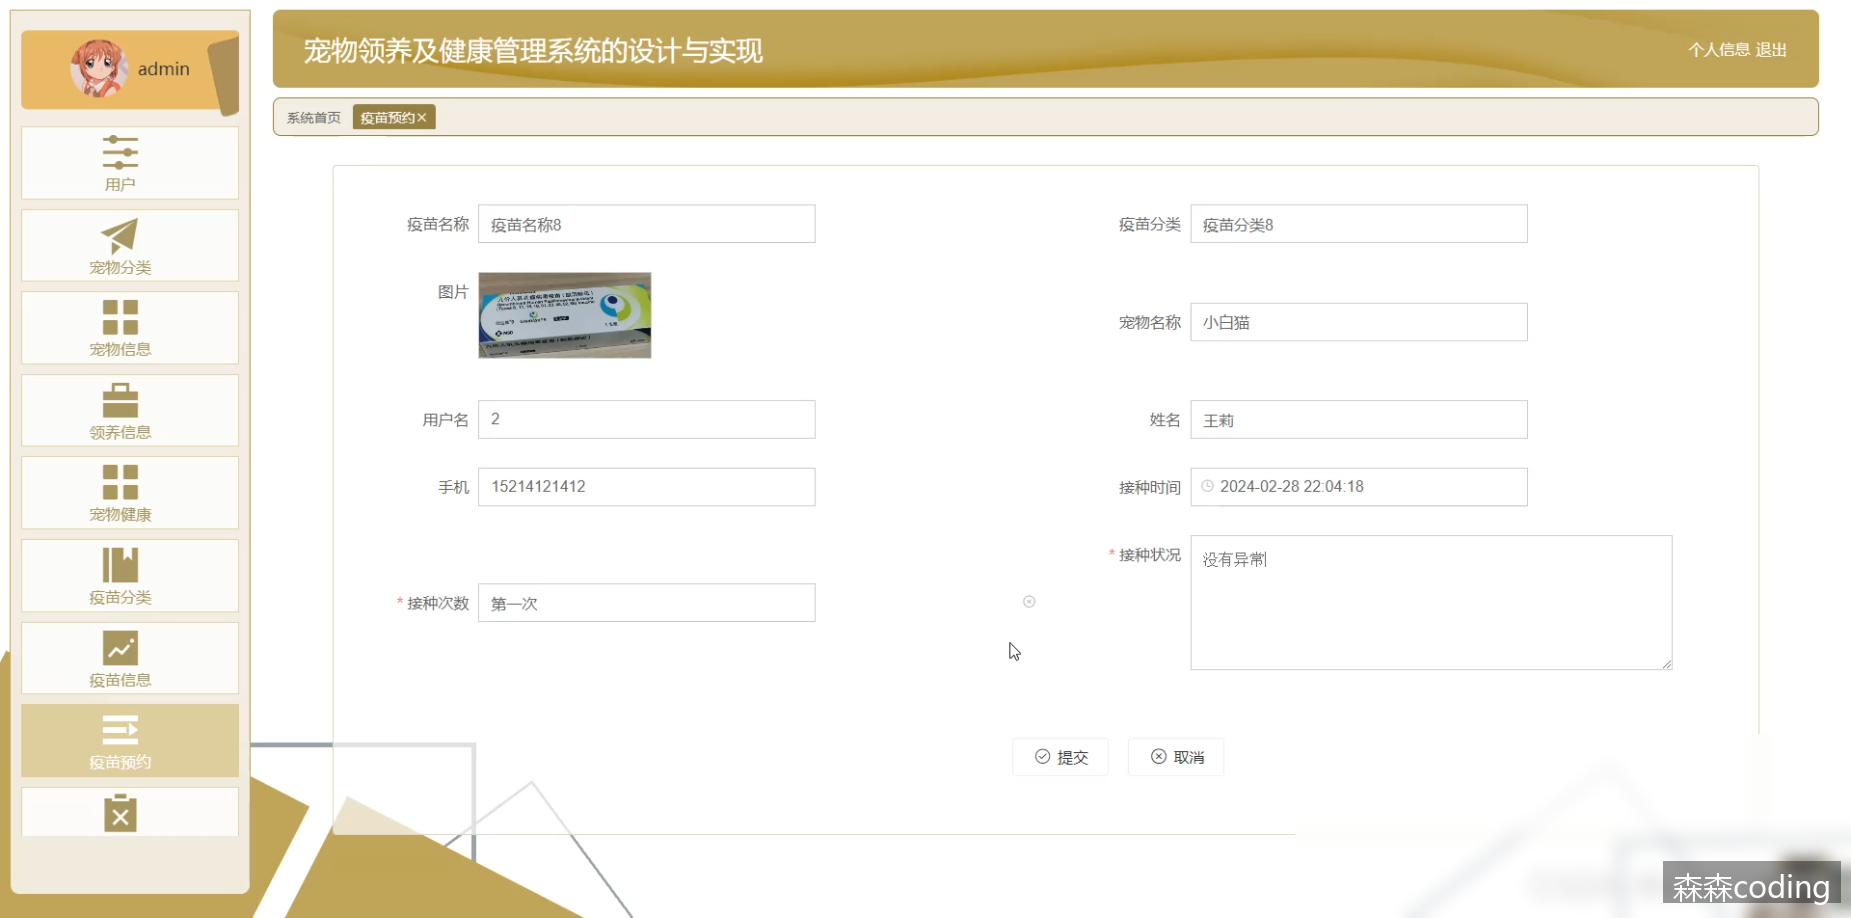 admin
宠物领养及健康管理系统的设计与实现
个人信息 退出
系统首页 疫苗预约×
用户
宠物分类
宠物信息
领养信息
宠物健康
疫苗分类
疫苗信息
疫苗预约
疫苗名称 疫苗名称8
疫苗分类 疫苗分类8
图片
宠物名称 小白猫
用户名 2
姓名 王莉
手机 15214121412
接种时间 2024-02-28 22:04:18
* 接种状况 没有异常
* 接种次数 第一次
提交 取消
森森coding